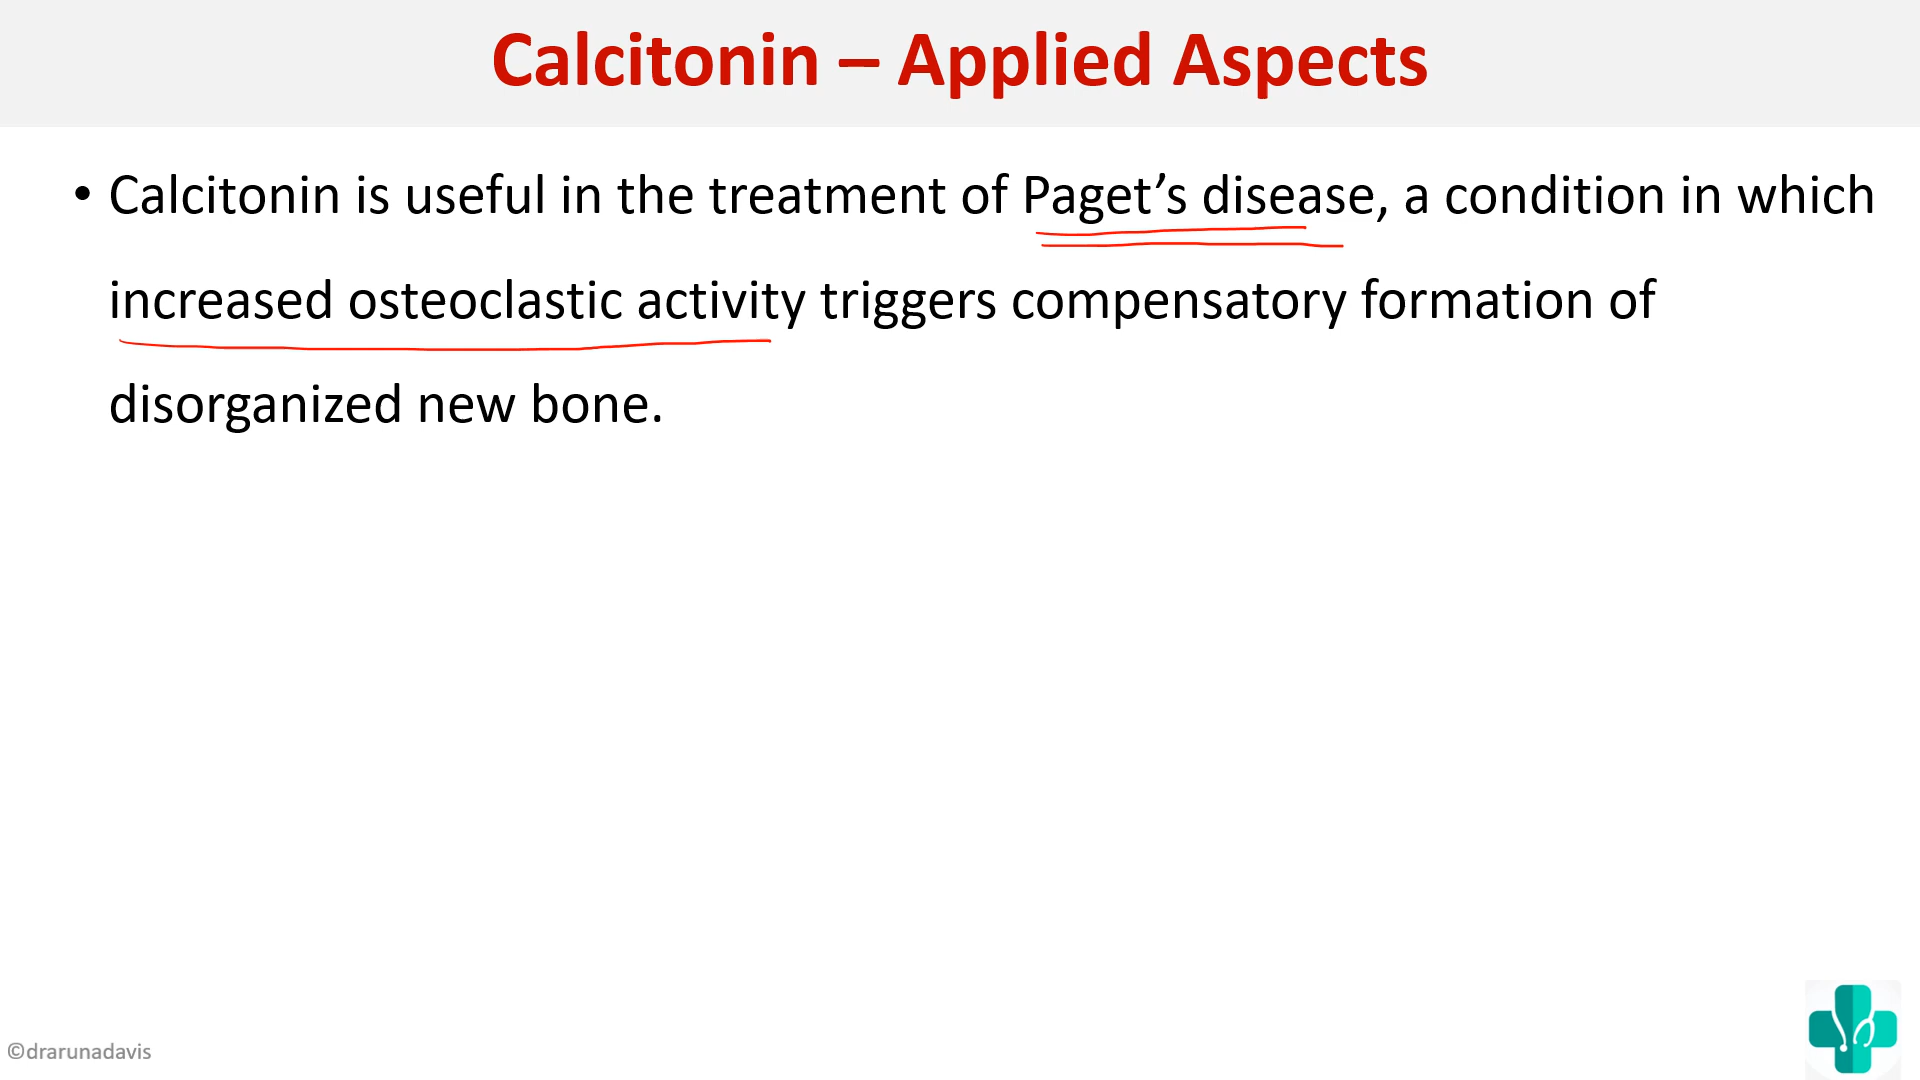 Calcitonin – Applied Aspects
• Calcitonin is useful in the treatment of Paget’s disease, a condition in which
increased osteoclastic activity triggers compensatory formation of
disorganized new bone.
©drarunadavis